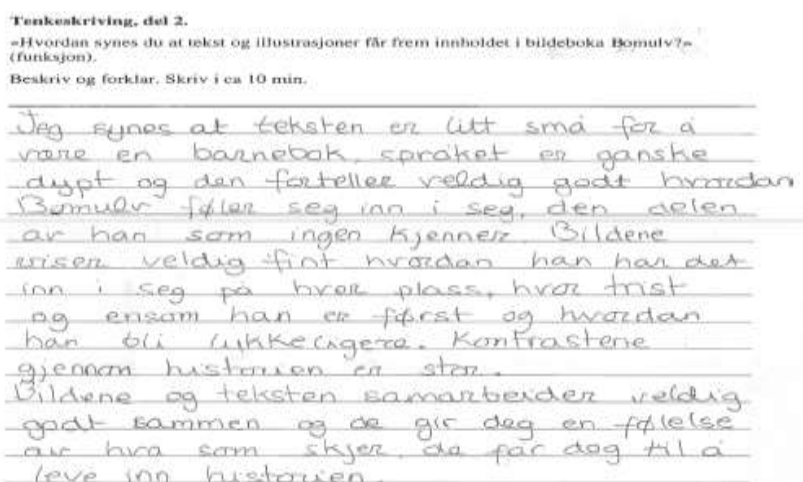 Tenkeskriving, del 2.
«Hvordan synes du at tekst og illustrasjoner får frem innholdet i bildeboka Bomulv?»
(funksjon).
Beskriv og forklar. Skriv i ca 10 min.
Jeg synes at teksten er litt små for å
være en barnebok, språket er ganske
dypt og den forteller veldig godt hvordan
Bomulv føler seg inn i seg, den delen
av han som ingen kjenner. Bildene
viser veldig fint hvordan han har det
inn i seg på hver plass, hvor trist
og ensom han er først og hvordan
han bli lykkeligere. Kontrastene
gjennom historien er stor.
Bildene og teksten samarbeider veldig
godt sammen og de gir deg en følelse
av hva som skjer, de får deg til å
leve inn historien.